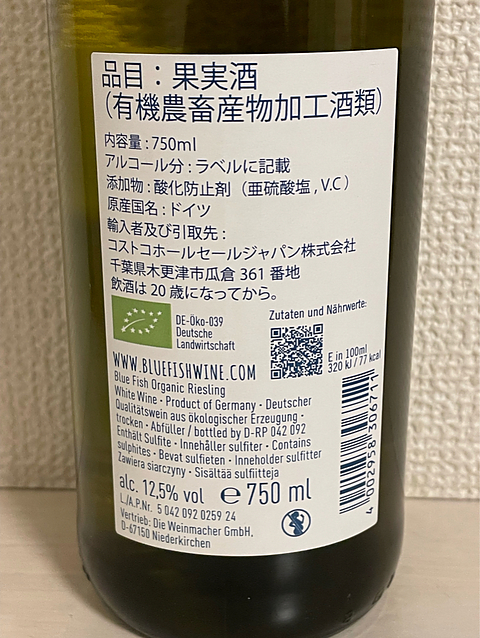 品目：果実酒
（有機農畜産物加工酒類）
内容量：750ml
アルコール分：ラベルに記載
添加物：酸化防止剤（亜硫酸塩，V.C）
原産国名：ドイツ
輸入者及び引取先：
コストコホールセールジャパン株式会社
千葉県木更津市瓜倉 361 番地
飲酒は 20 歳になってから。
DE-Öko-039
Deutsche
Landwirtschaft
Zutaten und Nährwerte:
E in 100ml
320 kJ / 77 kcal
WWW.BLUEFISHWINE.COM
Blue Fish Organic Riesling
White Wine · Product of Germany · Deutscher
Qualitätswein aus ökologischer Erzeugung ·
trocken · Abfüller / bottled by D-RP 042 092
Enthält Sulfite · Innehåller sulfiter · Contains
sulphites · Bevat sulfieten · Inneholder sulfitter
Zawiera siarczyny · Sisältää sulfiitteja
alc. 12,5% vol ℮ 750 ml
L./A.P.Nr. 5 042 092 0259 24
Vertrieb: Die Weinmacher GmbH,
D-67150 Niederkirchen
4 002958 306711